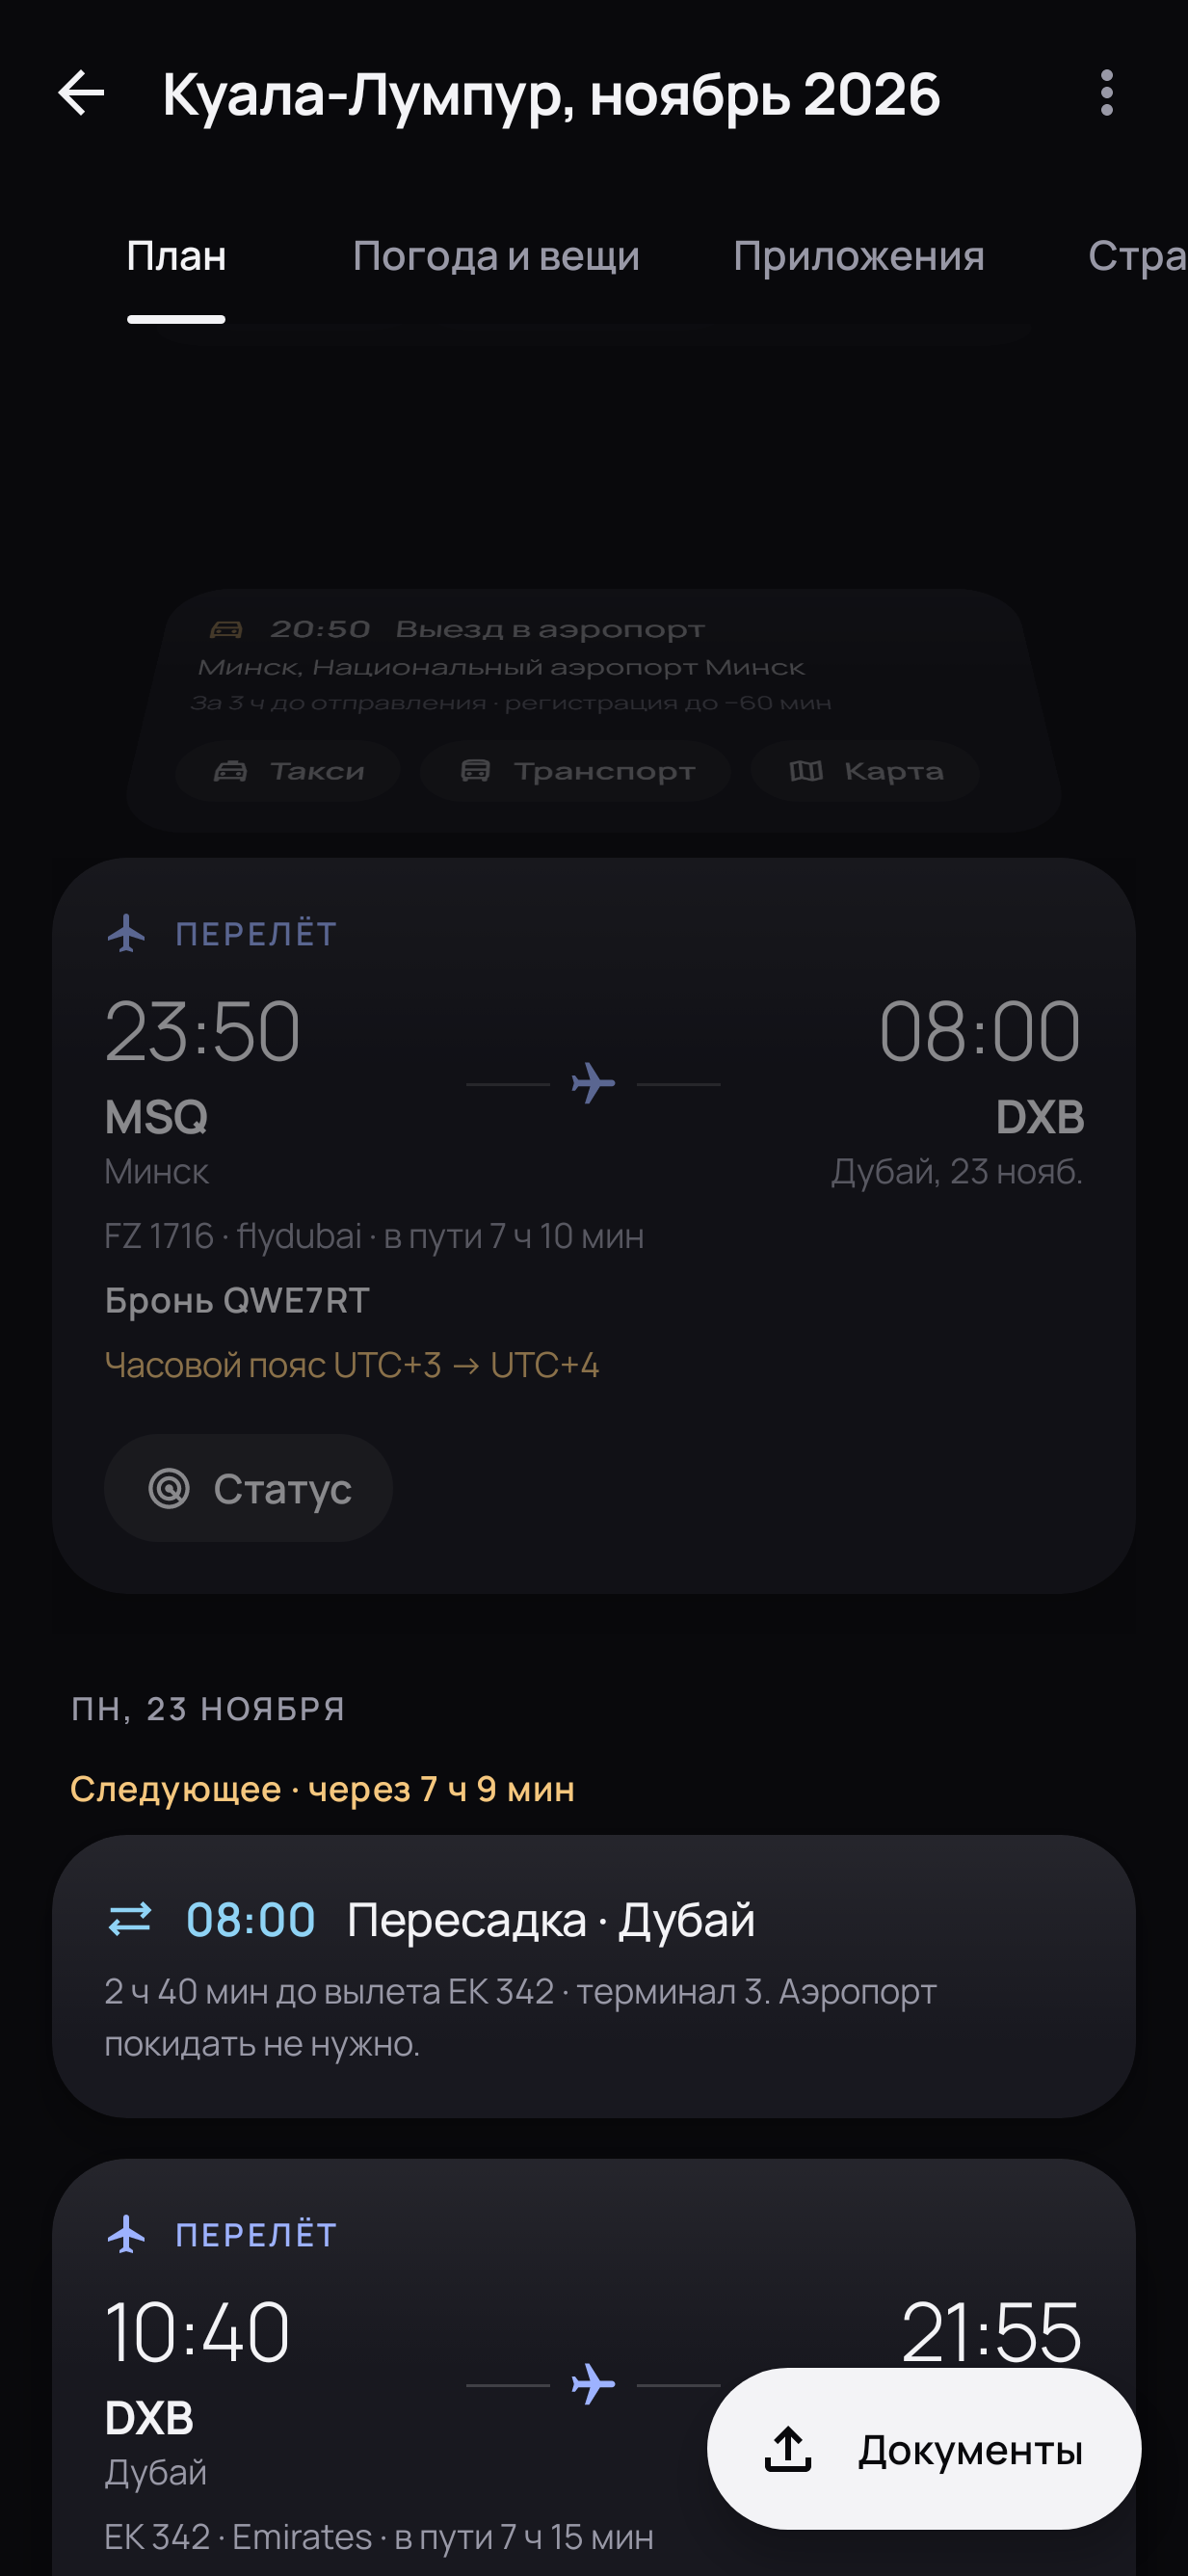 Куала-Лумпур, ноябрь 2026
План Погода и вещи Приложения Стра
20:50 Выезд в аэропорт
Минск, Национальный аэропорт Минск
За 3 ч до отправления · регистрация до −60 мин
Такси Транспорт Карта
ПЕРЕЛЁТ
23:50 08:00
MSQ DXB
Минск Дубай, 23 нояб.
FZ 1716 · flydubai · в пути 7 ч 10 мин
Бронь QWE7RT
Часовой пояс UTC+3 → UTC+4
Статус
ПН, 23 НОЯБРЯ
Следующее · через 7 ч 9 мин
08:00 Пересадка · Дубай
2 ч 40 мин до вылета EK 342 · терминал 3. Аэропорт
покидать не нужно.
ПЕРЕЛЁТ
10:40 21:55
DXB
Дубай
Документы
EK 342 · Emirates · в пути 7 ч 15 мин